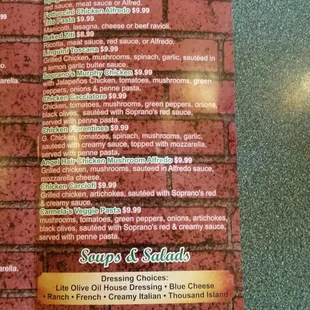 meat sauce, red sauce, or Alfred.
Fettuccini Chicken Alfredo $9.99
Trio Pasta $9.99
Manicotti, lasagna, cheese or beef ravioli.
Baked Ziti $9.99
Ricotta, meat sauce, red sauce, or Alfredo.
Linguini Toscana $9.99
Grilled Chicken, mushrooms, spinach, garlic, sautéed in
a lemon garlic butter sauce.
Soprano's Murphy Chicken $9.99
with Jalapeños Chicken, tomatoes, mushrooms, green
peppers, onions & penne pasta.
Chicken Cacciatore $9.99
Chicken, tomatoes, mushrooms, green peppers, onions,
black olives, sautéed with Soprano's red sauce,
served with penne pasta.
Chicken Florentines $9.99
G. Chicken, tomatoes, spinach, mushrooms, garlic,
sautéed with creamy sauce, topped with mozzarella,
served with penne pasta.
Angel Hair Chicken Mushroom Alfredo $9.99
Grilled chicken, mushrooms, sautéed in Alfredo sauce,
mozzarella cheese.
Chicken Carciofi $9.99
Grilled chicken, artichokes, sautéed with Soprano's red
& creamy sauce.
Carmela's Veggie Pasta $9.99
mushrooms, tomatoes, green peppers, onions, artichokes,
black olives, sautéed with Soprano's red & creamy sauce,
served with penne pasta.
zarella.
arella.
Soups & Salads
Dressing Choices:
Lite Olive Oil House Dressing • Blue Cheese
• Ranch • French • Creamy Italian • Thousand Island